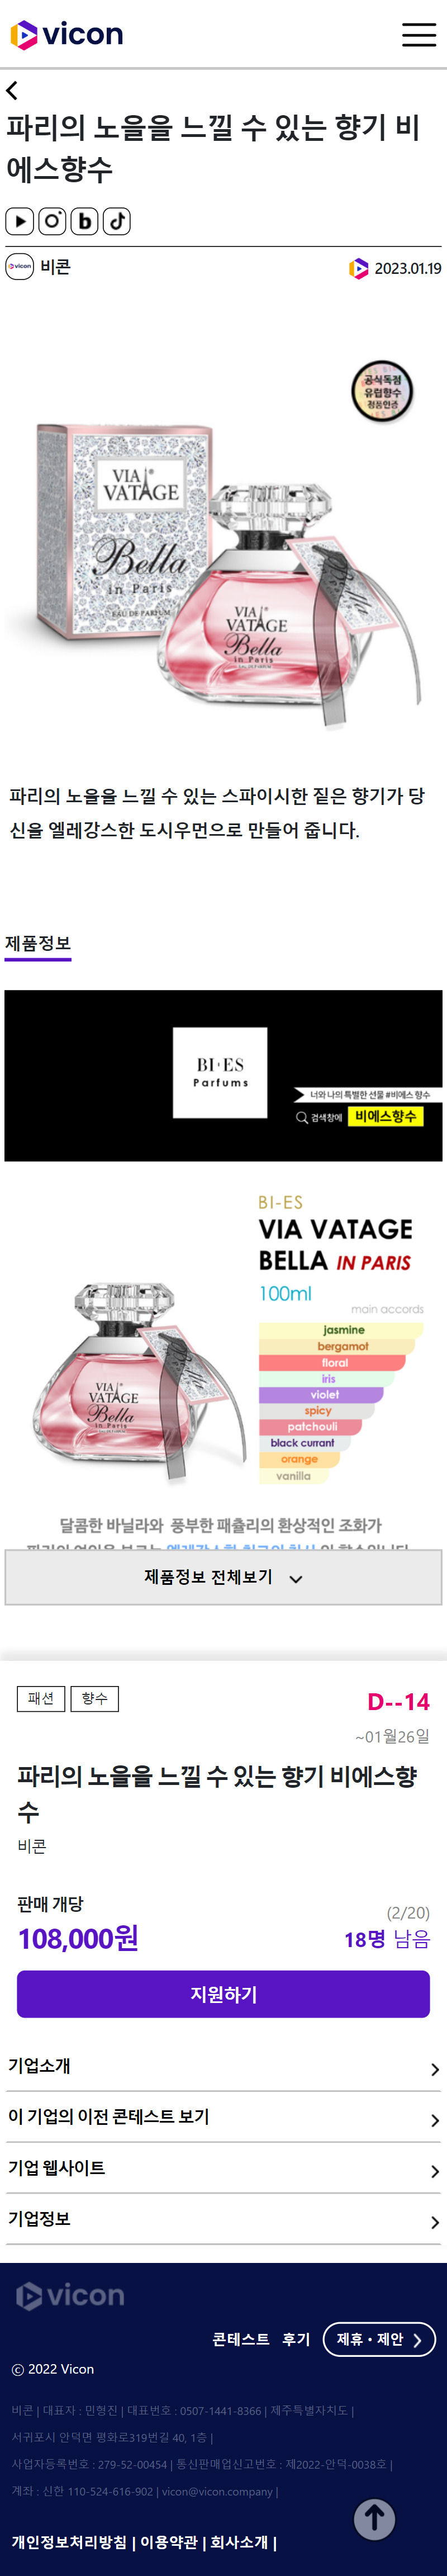 vicon
파리의 노을을 느낄 수 있는 향기 비
에스향수
vicon 비콘
2023.01.19
공식독점
유럽향수
정품인증
VIA
VATAGE
Bella
in Paris
EAU DE PARFUM
VIA
VATAGE
Bella
in Paris
파리의 노을을 느낄 수 있는 스파이시한 짙은 향기가 당
신을 엘레강스한 도시우먼으로 만들어 줍니다.
제품정보
BI·ES
Parfums
너와 나의 특별한 선물 #비에스 향수
검색창에 비에스향수
BI-ES
VIA VATAGE
BELLA IN PARIS
100ml
main accords
jasmine
bergamot
floral
iris
violet
spicy
patchouli
black currant
orange
vanilla
VIA
VATAGE
Bella
in Paris
달콤한 바닐라와 풍부한 패츌리의 환상적인 조화가
제품정보 전체보기
패션 향수
D--14
~01월26일
파리의 노을을 느낄 수 있는 향기 비에스향
수
비콘
판매 개당
(2/20)
108,000원
18명 남음
지원하기
기업소개
이 기업의 이전 콘테스트 보기
기업 웹사이트
기업정보
vicon
콘테스트 후기 제휴 • 제안
© 2022 Vicon
비콘 | 대표자 : 민형진 | 대표번호 : 0507-1441-8366 | 제주특별자치도 |
서귀포시 안덕면 평화로319번길 40, 1층 |
사업자등록번호 : 279-52-00454 | 통신판매업신고번호 : 제2022-안덕-0038호 |
계좌 : 신한 110-524-616-902 | vicon@vicon.company |
개인정보처리방침 | 이용약관 | 회사소개 |